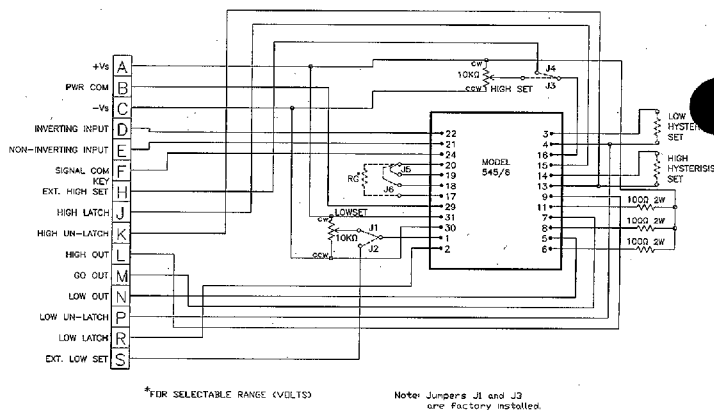 +Vs A
PWR COM B
-Vs C
INVERTING INPUT D
NON-INVERTING INPUT E
SIGNAL COM F
KEY
EXT. HIGH SET H
HIGH LATCH J
HIGH UN-LATCH K
HIGH OUT L
GO OUT M
LOW OUT N
LOW UN-LATCH P
LOW LATCH R
EXT. LOW SET S
CW
10KΩ
CCW
HIGH SET
J4
J3
RG*
J5
J6
LOWSET
CW
10KΩ
CCW
J1
J2
22
21
24
20
19
18
17
29
31
30
1
2
MODEL
545/8
3
4
16
15
14
13
9
11
7
8
5
6
LOW
SET
HIGH
HYSTERISIS
SET
100Ω 2W
100Ω 2W
100Ω 2W
*FOR SELECTABLE RANGE (VOLTS)
Note: Jumpers J1 and J3
are factory installed.